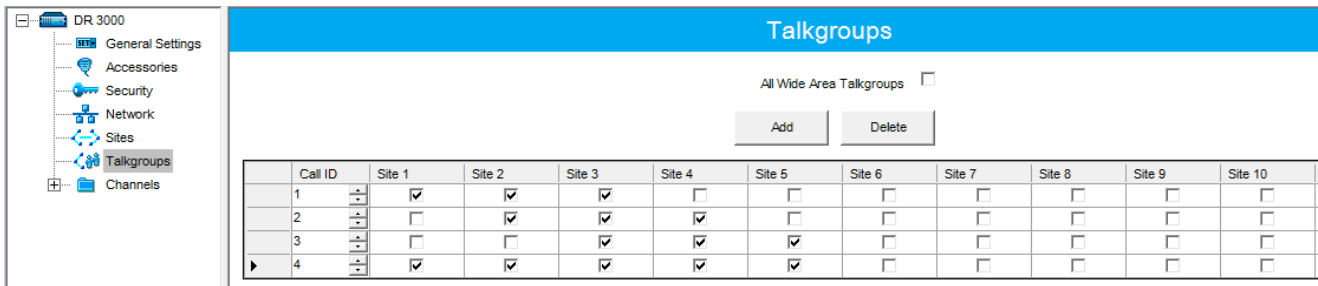 DR 3000
SET
General Settings
Accessories
Security
Network
Sites
Talkgroups
Channels
Talkgroups
All Wide Area Talkgroups
Add Delete
Call ID Site 1 Site 2 Site 3 Site 4 Site 5 Site 6 Site 7 Site 8 Site 9 Site 10
1
2
3
4